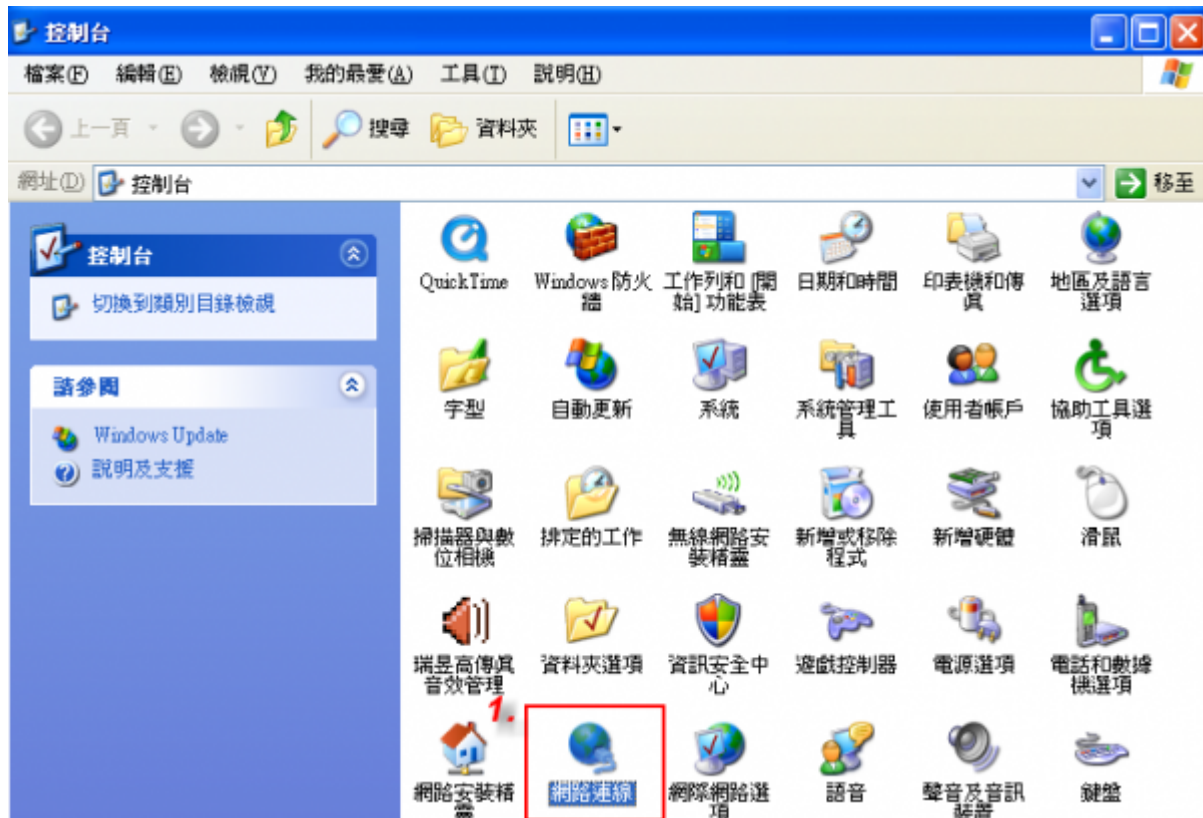 控制台
檔案(F) 編輯(E) 檢視(V) 我的最愛(A) 工具(T) 說明(H)
上一頁 搜尋 資料夾
網址(D) 控制台 移至
控制台
切換到類別目錄檢視
請參閱
Windows Update
說明及支援
QuickTime Windows 防火 工作列和 [開 日期和時間 印表機和傳 地區及語言
牆 始] 功能表 真 選項
字型 自動更新 系統 系統管理工 使用者帳戶 協助工具選
具 項
掃描器與數 排定的工作 無線網路安 新增或移除 新增硬體 滑鼠
位相機 裝精靈 程式
瑞昱高傳真 資料夾選項 資訊安全中 遊戲控制器 電源選項 電話和數據
音效管理 心 機選項
1.
網路安裝精 網路連線 網際網路選 語音 聲音及音訊 鍵盤
靈 項 裝置